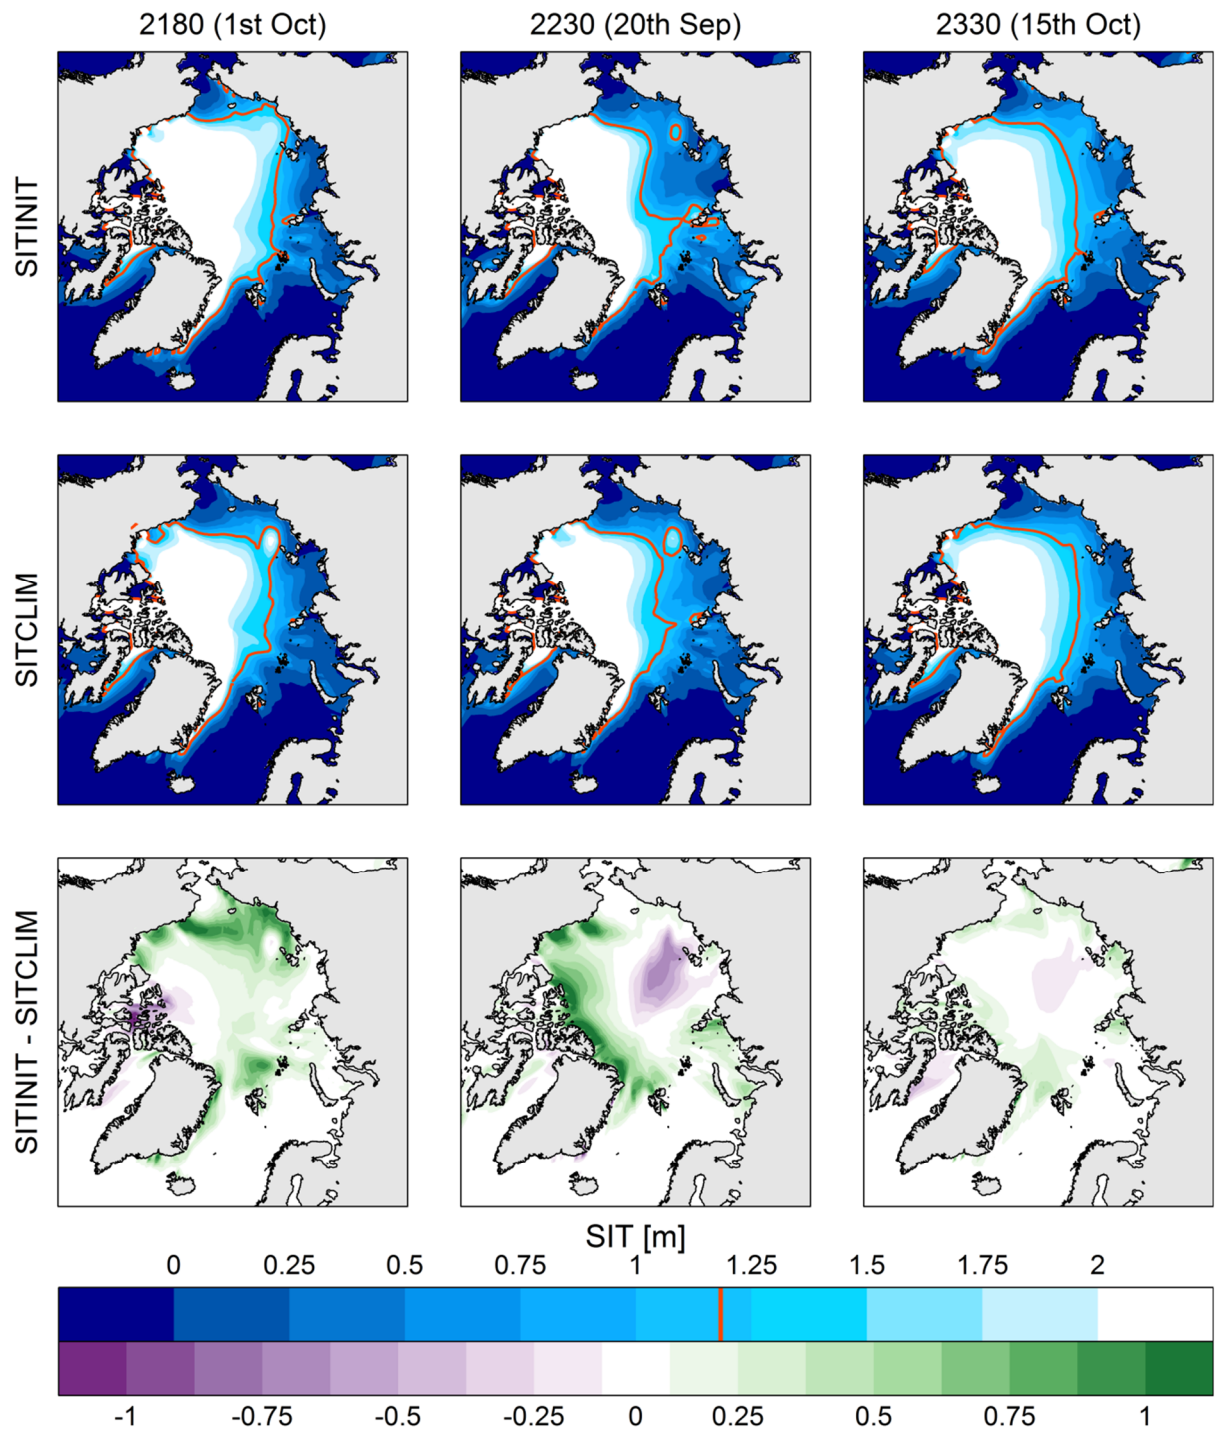 2180 (1st Oct) 2230 (20th Sep) 2330 (15th Oct)
SITINIT
SITCLIM
SITINIT - SITCLIM
SIT [m]
0 0.25 0.5 0.75 1 1.25 1.5 1.75 2
-1 -0.75 -0.5 -0.25 0 0.25 0.5 0.75 1